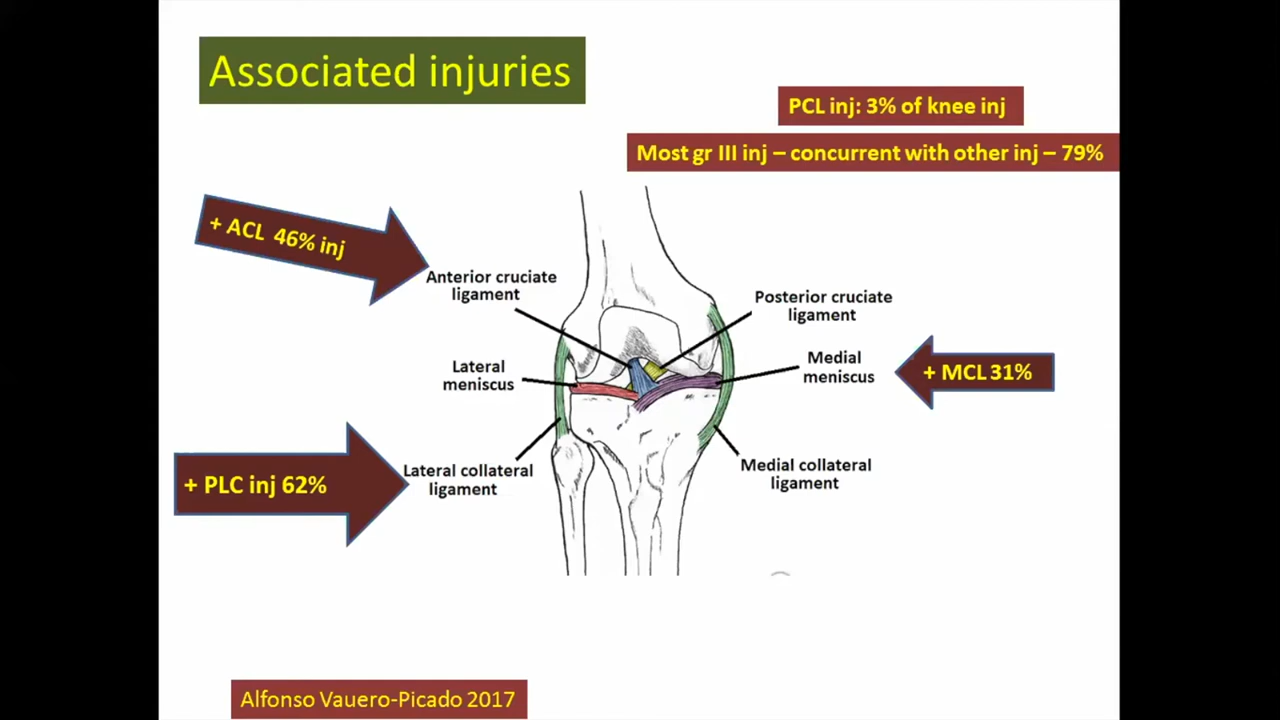 Associated injuries
PCL inj: 3% of knee inj
Most gr III inj – concurrent with other inj – 79%
+ ACL 46% inj
Anterior cruciate
ligament
Posterior cruciate
ligament
Lateral
meniscus
Medial
meniscus
+ MCL 31%
+ PLC inj 62%
Lateral collateral
ligament
Medial collateral
ligament
Alfonso Vauero-Picado 2017